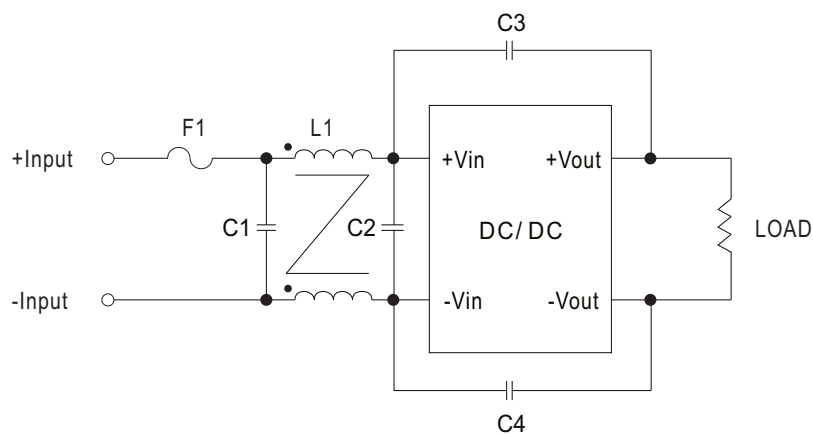 C3
F1
L1
+Input
+Vin
+Vout
C1
C2
DC/DC
LOAD
-Input
-Vin
-Vout
C4